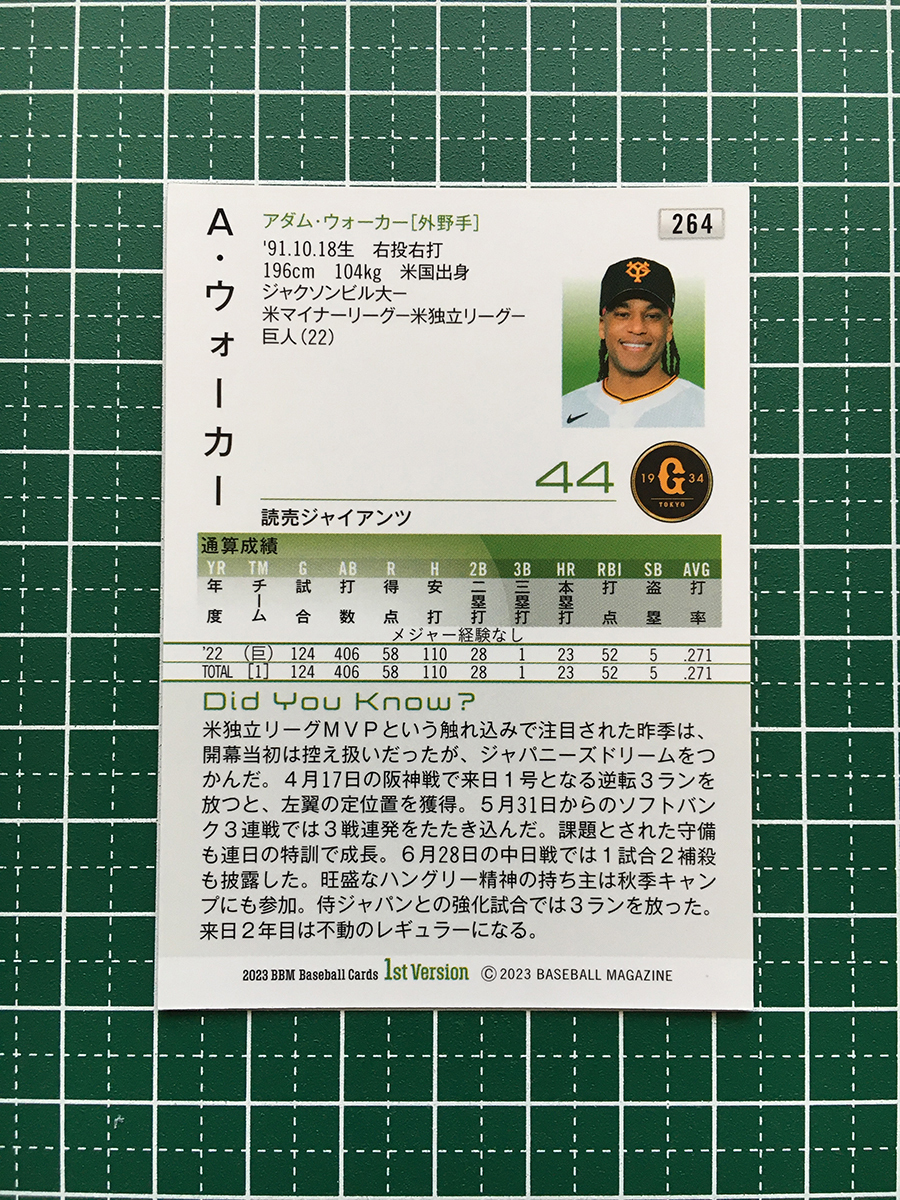 A・ウォーカー
アダム・ウォーカー[外野手]
264
'91.10.18生 右投右打
196cm 104kg 米国出身
ジャクソンビル大ー
米マイナーリーグー米独立リーグー
巨人(22)
YG
44
19 G 34
TOKYO
読売ジャイアンツ
通算成績
YR TM G AB R H 2B 3B HR RBI SB AVG
年度 チーム 試合 打数 得点 安打 二塁打 三塁打 本塁打 打点 盗塁 打率
メジャー経験なし
'22 (巨) 124 406 58 110 28 1 23 52 5 .271
TOTAL [1] 124 406 58 110 28 1 23 52 5 .271
Did You Know?
米独立リーグMVPという触れ込みで注目された昨季は、
開幕当初は控え扱いだったが、ジャパニーズドリームをつ
かんだ。4月17日の阪神戦で来日1号となる逆転3ランを
放つと、左翼の定位置を獲得。5月31日からのソフトバン
ク3連戦では3戦連発をたたき込んだ。課題とされた守備
も連日の特訓で成長。6月28日の中日戦では1試合2補殺
も披露した。旺盛なハングリー精神の持ち主は秋季キャン
プにも参加。侍ジャパンとの強化試合では3ランを放った。
来日2年目は不動のレギュラーになる。
2023 BBM Baseball Cards 1st Version ©2023 BASEBALL MAGAZINE